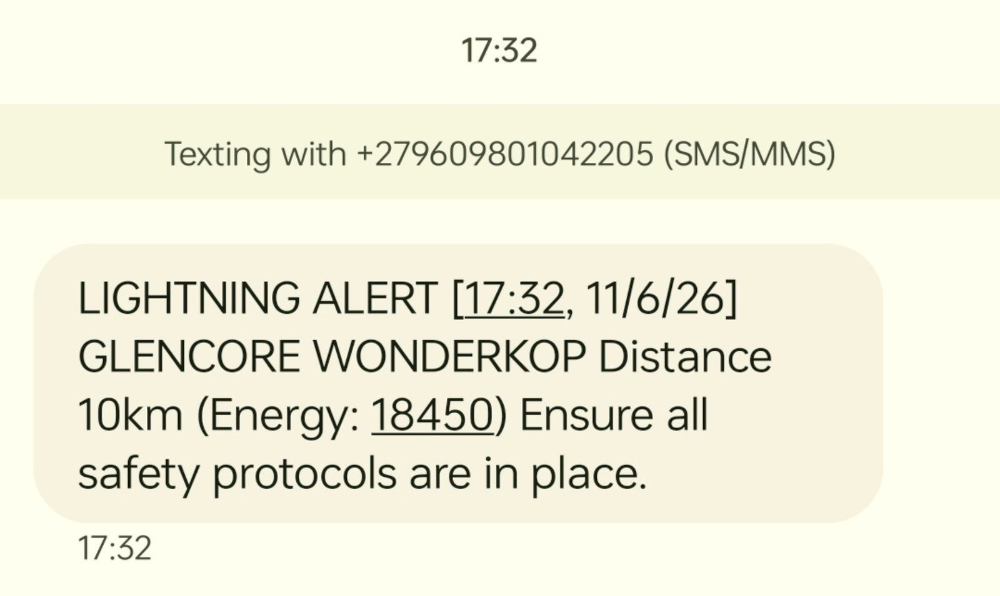 17:32
Texting with +279609801042205 (SMS/MMS)
LIGHTNING ALERT [17:32, 11/6/26]
GLENCORE WONDERKOP Distance
10km (Energy: 18450) Ensure all
safety protocols are in place.
17:32